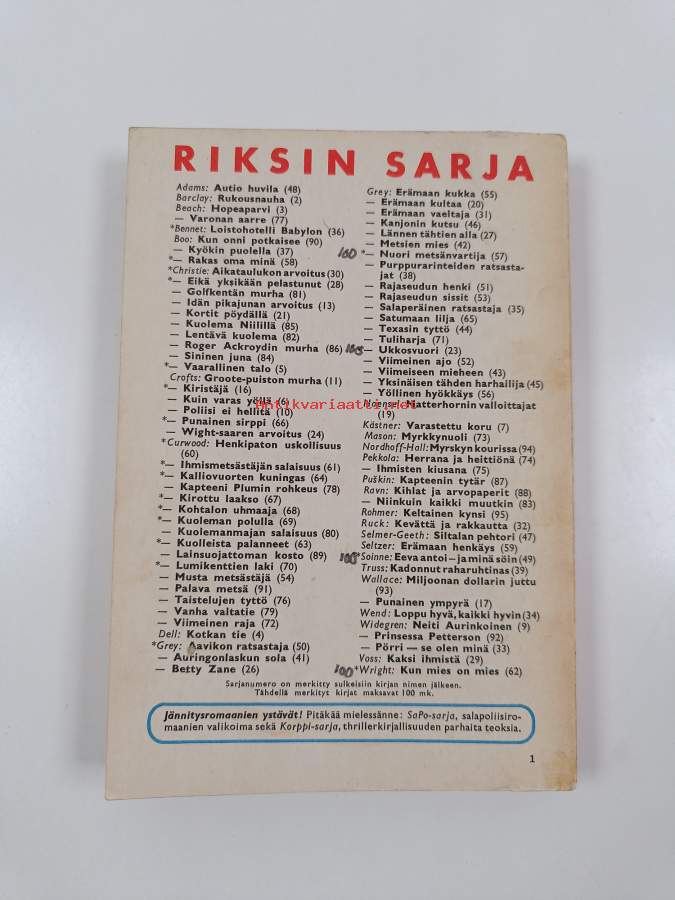 RIKSIN SARJA
Adams: Autio huvila (48)
Barclay: Rukousnauha (2)
Beach: Hopeaparvi (3)
— Varonan aarre (77)
*Bennet: Loistohotelli Babylon (36)
Boo: Kun onni potkaisee (90)
— Kyökin puolella (37)
*— Rakas oma minä (58)
*Christie: Aikataulukon arvoitus (30)
*— Eikä yksikään pelastunut (28)
— Golfkentän murha (81)
— Idän pikajunan arvoitus (13)
— Kortit pöydällä (21)
— Kuolema Niilillä (85)
— Lentävä kuolema (82)
— Roger Ackroydin murha (86)
— Sininen juna (84)
*— Vaarallinen talo (5)
Crofts: Groote-puiston murha (11)
*— Kiristäjä (16)
— Kuin varas yöllä (6)
— Poliisi ei hellitä (10)
*— Punainen sirppi (66)
— Wight-saaren arvoitus (24)
*Curwood: Henkipaton uskollisuus
(60)
*— Ihmismetsästäjän salaisuus (61)
*— Kalliovuorten kuningas (64)
— Kapteeni Plumin rohkeus (78)
*— Kirottu laakso (67)
*— Kohtalon uhmaaja (68)
*— Kuoleman polulla (69)
— Kuolemanmajan salaisuus (80)
*— Kuolleista palanneet (63)
— Lainsuojattoman kosto (89)
*— Lumikenttien laki (70)
— Musta metsästäjä (54)
— Palava metsä (91)
— Taistelujen tyttö (76)
— Vanha valtatie (79)
— Viimeinen raja (72)
Dell: Kotkan tie (4)
*Grey: Aavikon ratsastaja (50)
— Auringonlaskun sola (41)
— Betty Zane (26)
Grey: Erämaan kukka (55)
— Erämaan kultaa (20)
— Erämaan vaeltaja (31)
— Kanjonin kutsu (46)
— Lännen tähtien alla (27)
— Metsien mies (42)
100 *— Nuori metsänvartija (57)
— Purppurarinteiden ratsasta-
jat (38)
— Rajaseudun henki (51)
— Rajaseudun sissit (53)
— Salaperäinen ratsastaja (35)
— Satumaan lilja (65)
— Texasin tyttö (44)
— Tuliharja (71)
— Ukkosvuori (23)
— Viimeinen ajo (52)
— Viimeiseen mieheen (43)
— Yksinäisen tähden harhailija (45)
— Yöllinen hyökkäys (56)
Matterhornin valloittajat
(19)
Kästner: Varastettu koru (7)
Mason: Myrkkynuoli (73)
Nordhoff-Hall: Myrskyn kourissa (94)
Pekkola: Herrana ja heittiönä (74)
— Ihmisten kiusana (75)
Puškin: Kapteenin tytär (87)
Ravn: Kihlat ja arvopaperit (88)
— Niinkuin kaikki muutkin (83)
Rohmer: Keltainen kynsi (95)
Ruck: Kevättä ja rakkautta (32)
Selmer-Geeth: Siltalan pehtori (47)
Seltzer: Erämaan henkäys (59)
100 *Soinne: Eeva antoi — ja minä söin (49)
Truss: Kadonnut raharuhtinas (39)
Wallace: Miljoonan dollarin juttu
(93)
— Punainen ympyrä (17)
Wend: Loppu hyvä, kaikki hyvin (34)
Widegren: Neiti Aurinkoinen (9)
— Prinsessa Petterson (92)
— Pörri — se olen minä (33)
Voss: Kaksi ihmistä (29)
100 *Wright: Kun mies on mies (62)
Sarjanumero on merkitty sulkeisiin kirjan nimen jälkeen.
Tähdellä merkityt kirjat maksavat 100 mk.
Jännitysromaanien ystävät! Pitäkää mielessänne: SaPo-sarja, salapoliisiro-
maanien valikoima sekä Korppi-sarja, thrillerkirjallisuuden parhaita teoksia.
1
Antikvariaatti.net